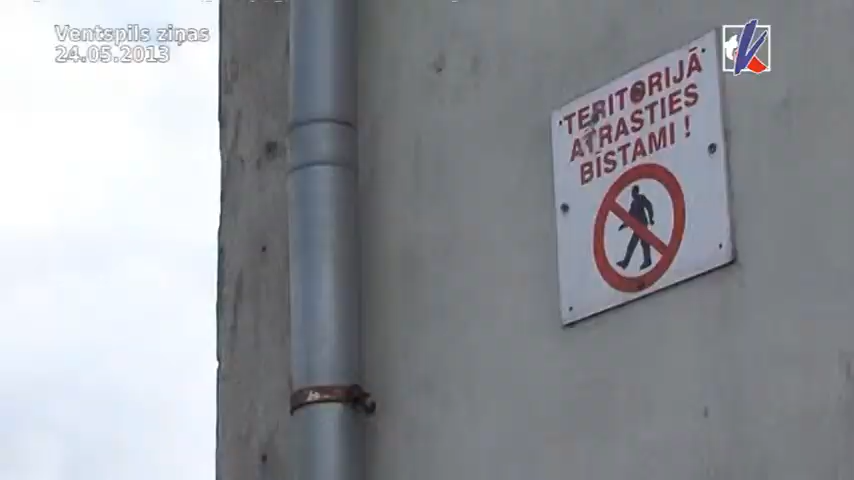 Ventspils ziņas
24.05.2013
TERITORIJĀ
ATRASTIES
BĪSTAMI !